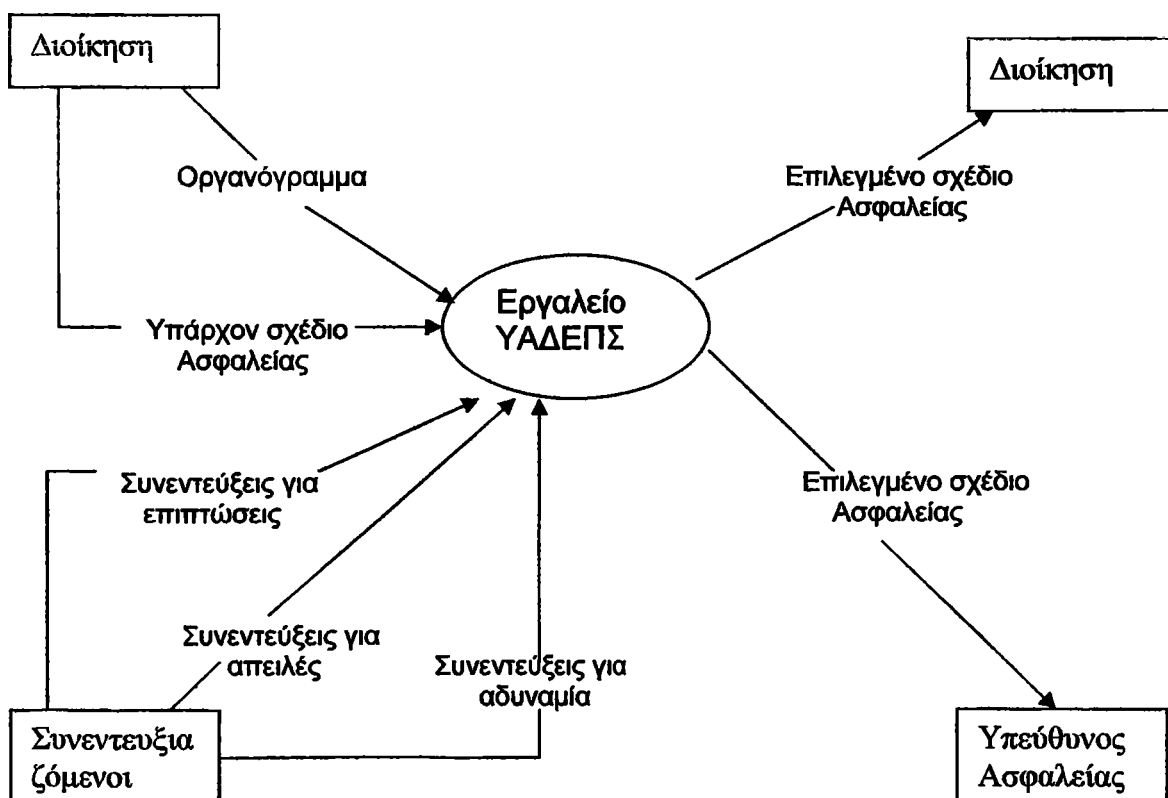 Διοίκηση
Διοίκηση
Οργανόγραμμα
Επιλεγμένο σχέδιο
Ασφαλείας
Εργαλείο
ΥΑΔΕΠΣ
Υπάρχον σχέδιο
Ασφαλείας
Συνεντεύξεις για
επιπτώσεις
Επιλεγμένο σχέδιο
Ασφαλείας
Συνεντεύξεις για
απειλές
Συνεντεύξεις για
αδυναμία
Συνεντευξια
ζόμενοι
Υπεύθυνος
Ασφαλείας